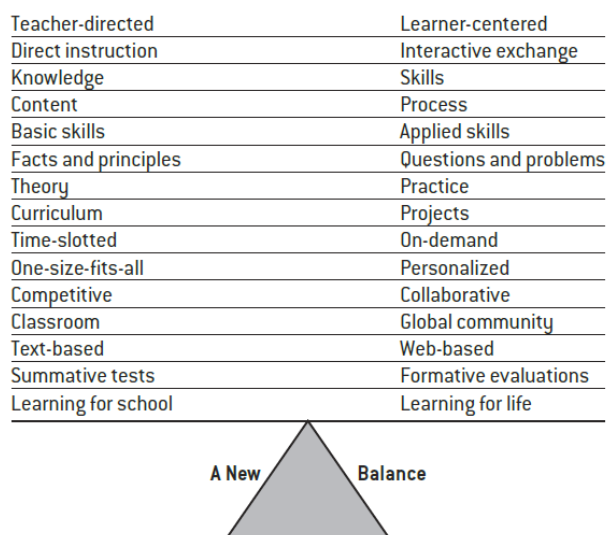 Teacher-directed Learner-centered
Direct instruction Interactive exchange
Knowledge Skills
Content Process
Basic skills Applied skills
Facts and principles Questions and problems
Theory Practice
Curriculum Projects
Time-slotted On-demand
One-size-fits-all Personalized
Competitive Collaborative
Classroom Global community
Text-based Web-based
Summative tests Formative evaluations
Learning for school Learning for life
A New Balance